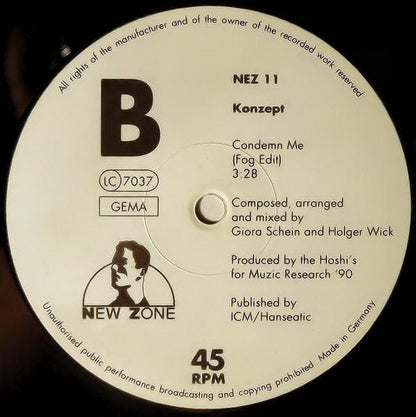 All rights of the manufacturer and of the owner of the recorded work reserved
B
NEZ 11
Konzept
Condemn Me
(Fog Edit)
3:28
LC 7037
GEMA
Composed, arranged
and mixed by
Giora Schein and Holger Wick
Produced by the Hoshi's
for Muzic Research '90
Published by
ICM/Hanseatic
NEW ZONE
45
RPM
Unauthorised public performance broadcasting and copying prohibited Made in Germany